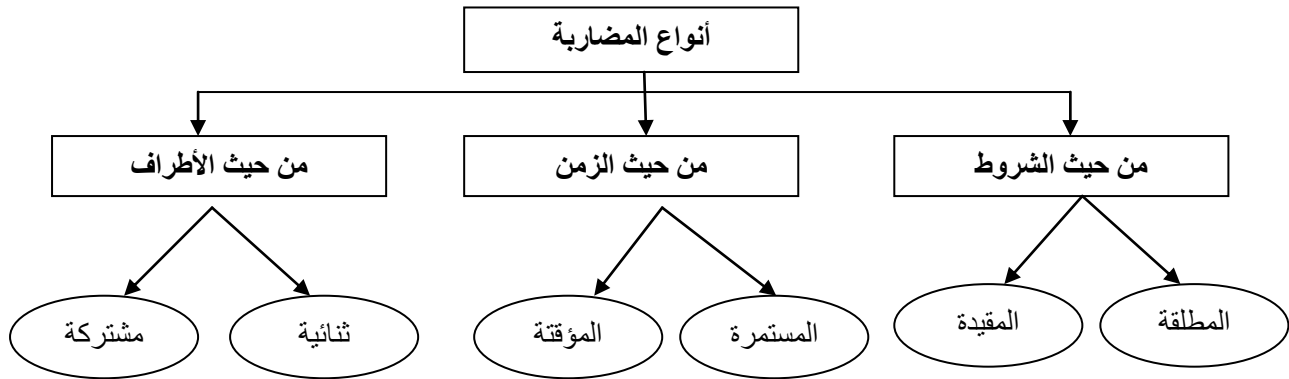 أنواع المضاربة
من حيث الشروط
من حيث الزمن
من حيث الأطراف
المطلقة
المقيدة
المستمرة
المؤقتة
ثنائية
مشتركة